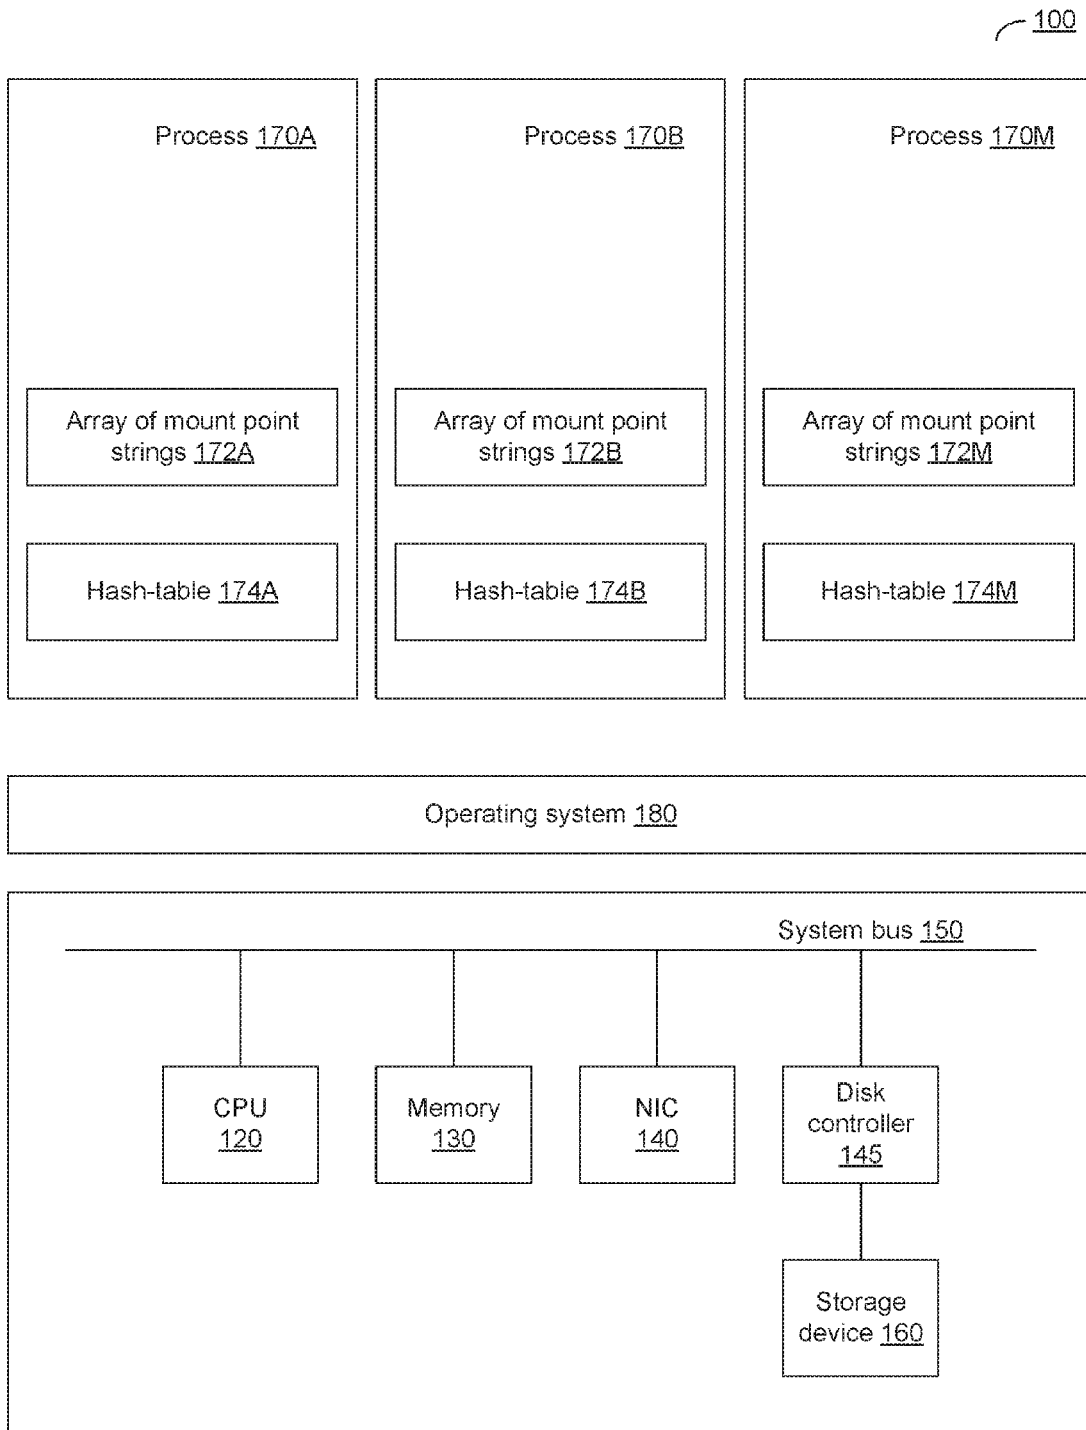 100
Process 170A
Process 170B
Process 170M
Array of mount point
strings 172A
Array of mount point
strings 172B
Array of mount point
strings 172M
Hash-table 174A
Hash-table 174B
Hash-table 174M
Operating system 180
System bus 150
CPU
120
Memory
130
NIC
140
Disk
controller
145
Storage
device 160